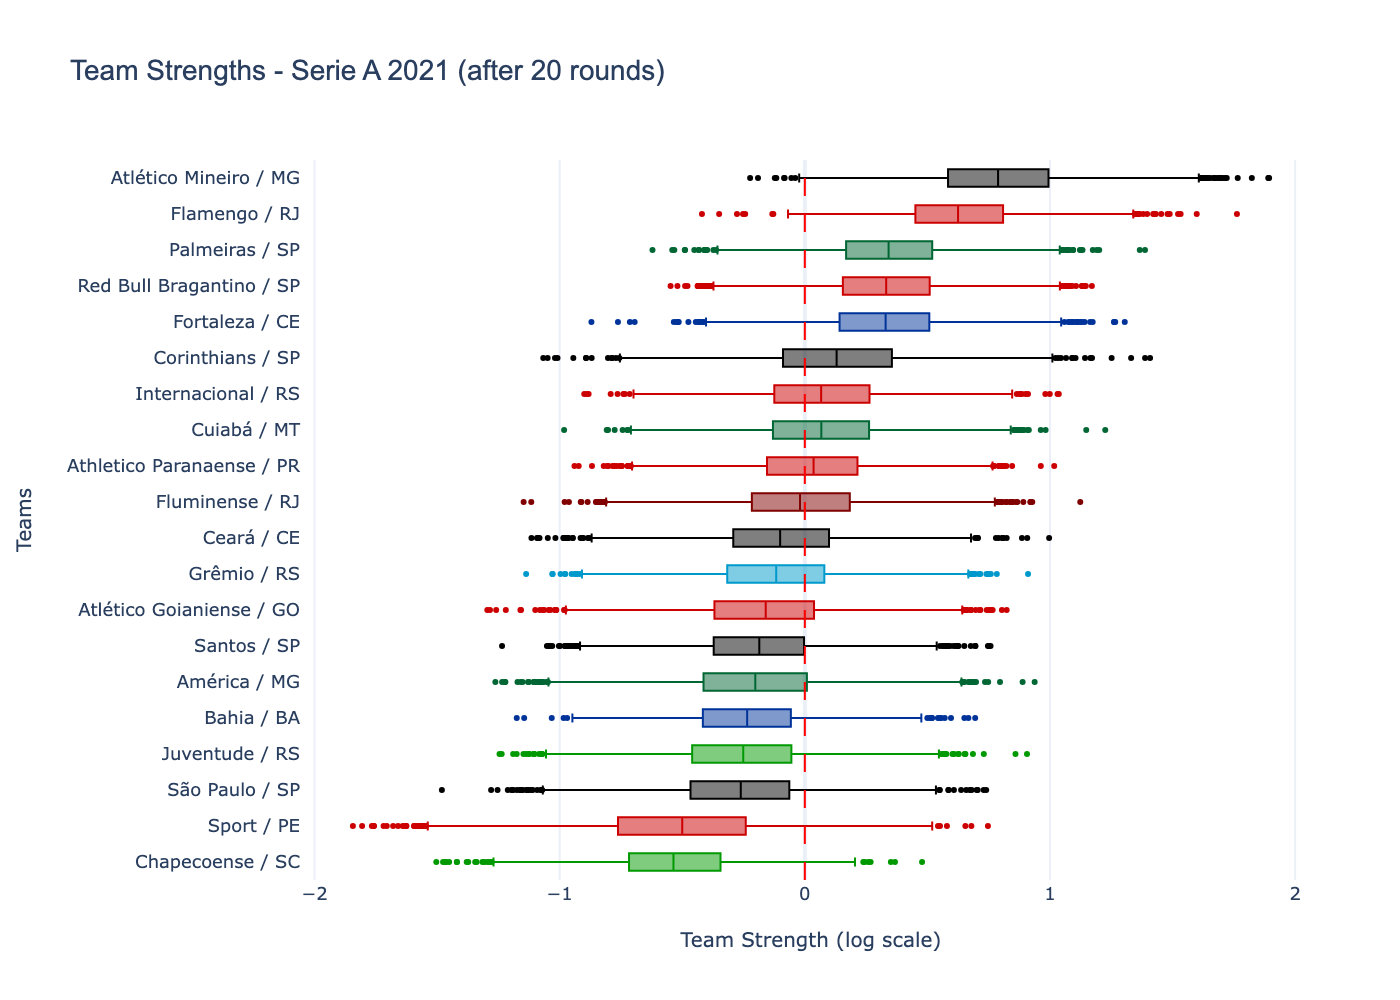 Team Strengths - Serie A 2021 (after 20 rounds)
Atlético Mineiro / MG
Flamengo / RJ
Palmeiras / SP
Red Bull Bragantino / SP
Fortaleza / CE
Corinthians / SP
Internacional / RS
Cuiabá / MT
Athletico Paranaense / PR
Fluminense / RJ
Ceará / CE
Grêmio / RS
Atlético Goianiense / GO
Santos / SP
América / MG
Bahia / BA
Juventude / RS
São Paulo / SP
Sport / PE
Chapecoense / SC
Teams
−2 −1 0 1 2
Team Strength (log scale)